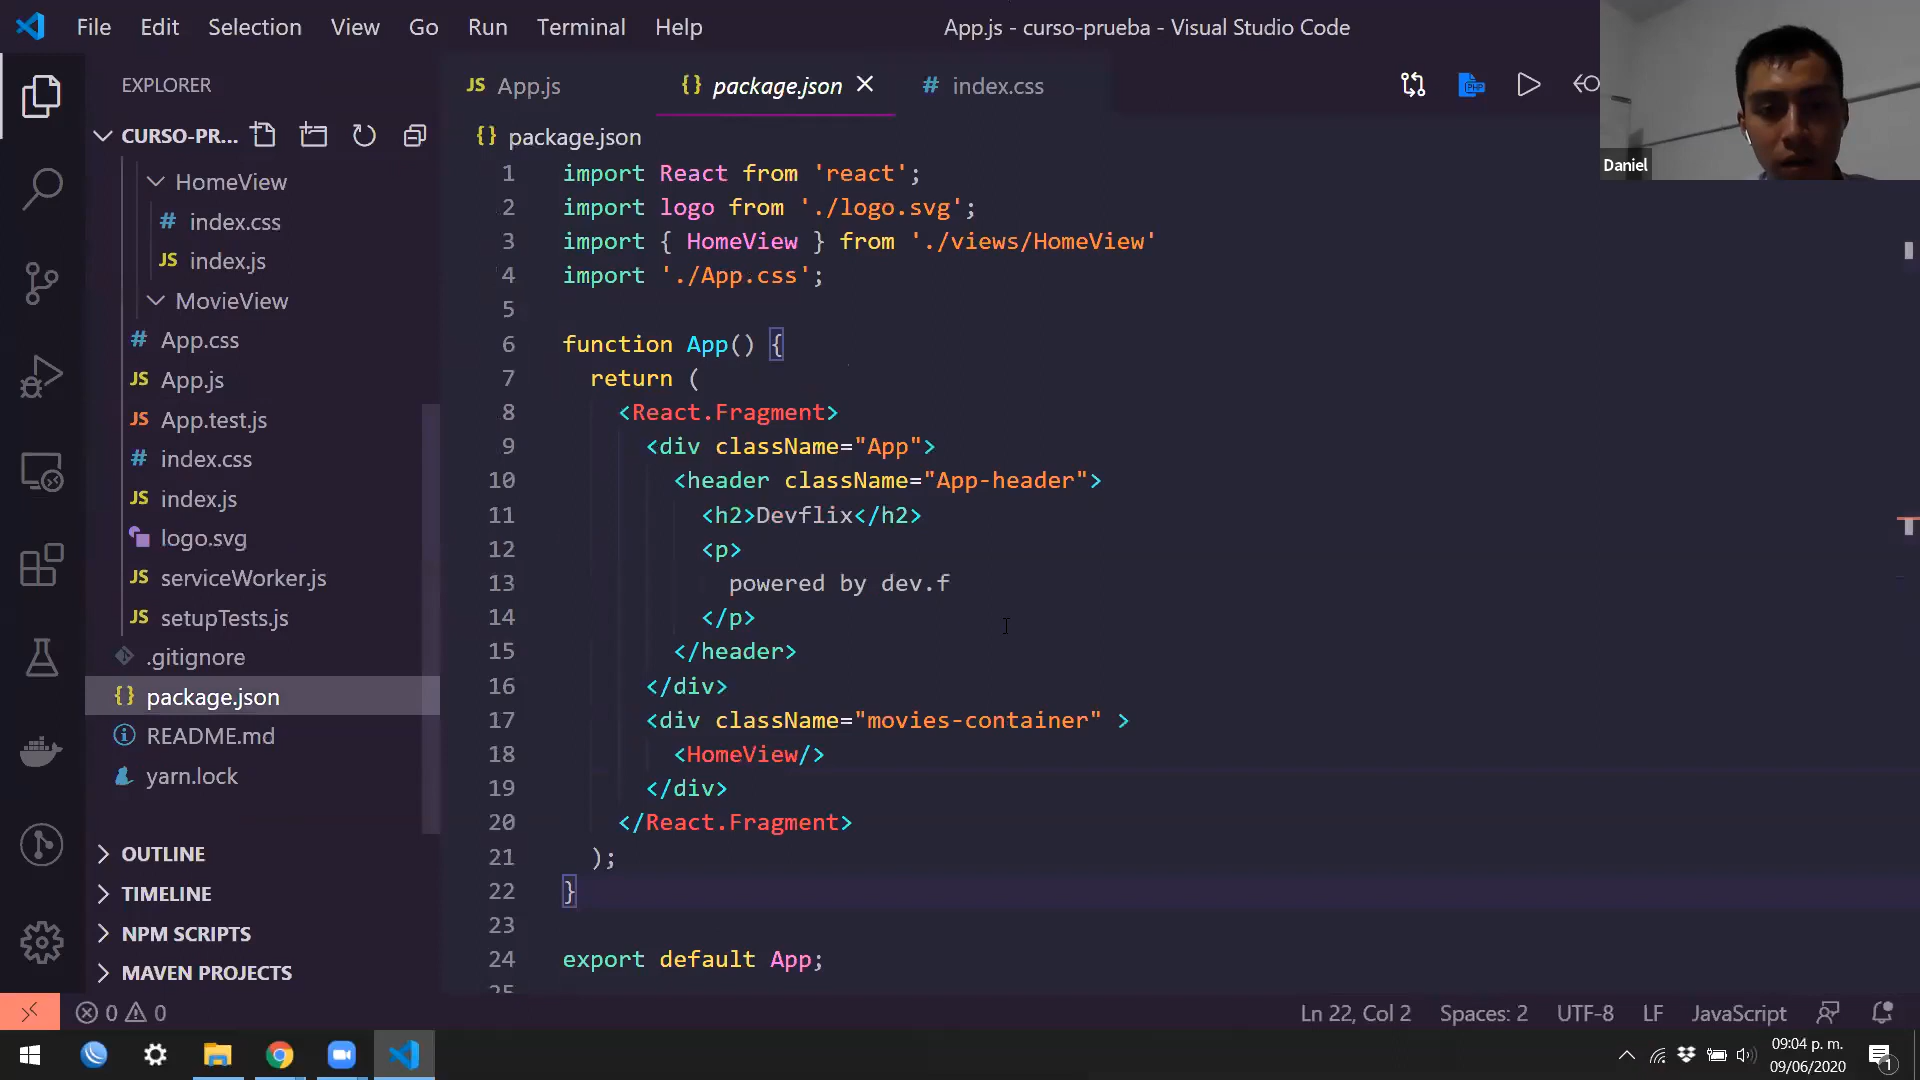 File Edit Selection View Go Run Terminal Help
App.js - curso-prueba - Visual Studio Code
Daniel
EXPLORER
CURSO-PR...
HomeView
# index.css
JS index.js
MovieView
# App.css
JS App.js
JS App.test.js
# index.css
JS index.js
logo.svg
JS serviceWorker.js
JS setupTests.js
.gitignore
{} package.json
README.md
yarn.lock
OUTLINE
TIMELINE
NPM SCRIPTS
MAVEN PROJECTS
JS App.js
{} package.json
# index.css
PHP
{} package.json
1 import React from 'react';
2 import logo from './logo.svg';
3 import { HomeView } from './views/HomeView'
4 import './App.css';
5
6 function App() {
7 return (
8 <React.Fragment>
9 <div className="App">
10 <header className="App-header">
11 <h2>Devflix</h2>
12 <p>
13 powered by dev.f
14 </p>
15 </header>
16 </div>
17 <div className="movies-container" >
18 <HomeView/>
19 </div>
20 </React.Fragment>
21 );
22 }
23
24 export default App;
25
0 0
Ln 22, Col 2 Spaces: 2 UTF-8 LF JavaScript
09:04 p. m.
09/06/2020
1